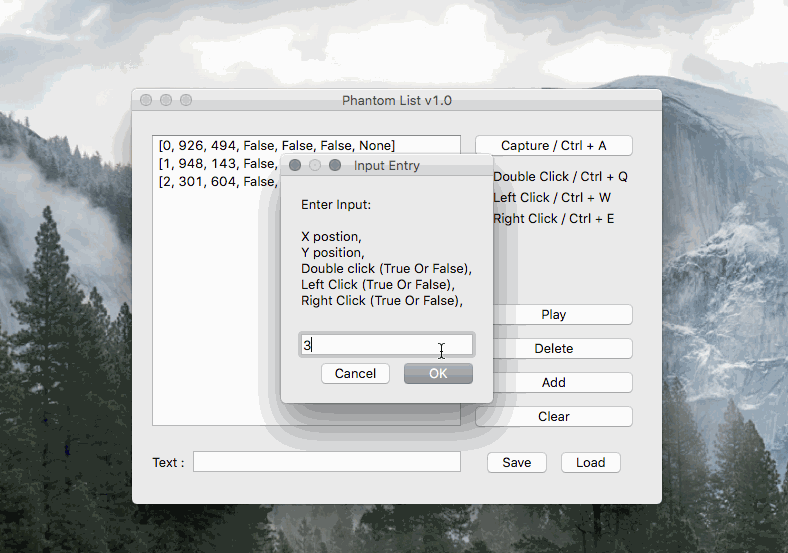 Phantom List v1.0
[0, 926, 494, False, False, False, None]
[1, 948, 143, False,
[2, 301, 604, False,
Capture / Ctrl + A
Double Click / Ctrl + Q
Left Click / Ctrl + W
Right Click / Ctrl + E
Input Entry
Enter Input:
X postion,
Y position,
Double click (True Or False),
Left Click (True Or False),
Right Click (True Or False),
3
Cancel
OK
Play
Delete
Add
Clear
Text :
Save
Load